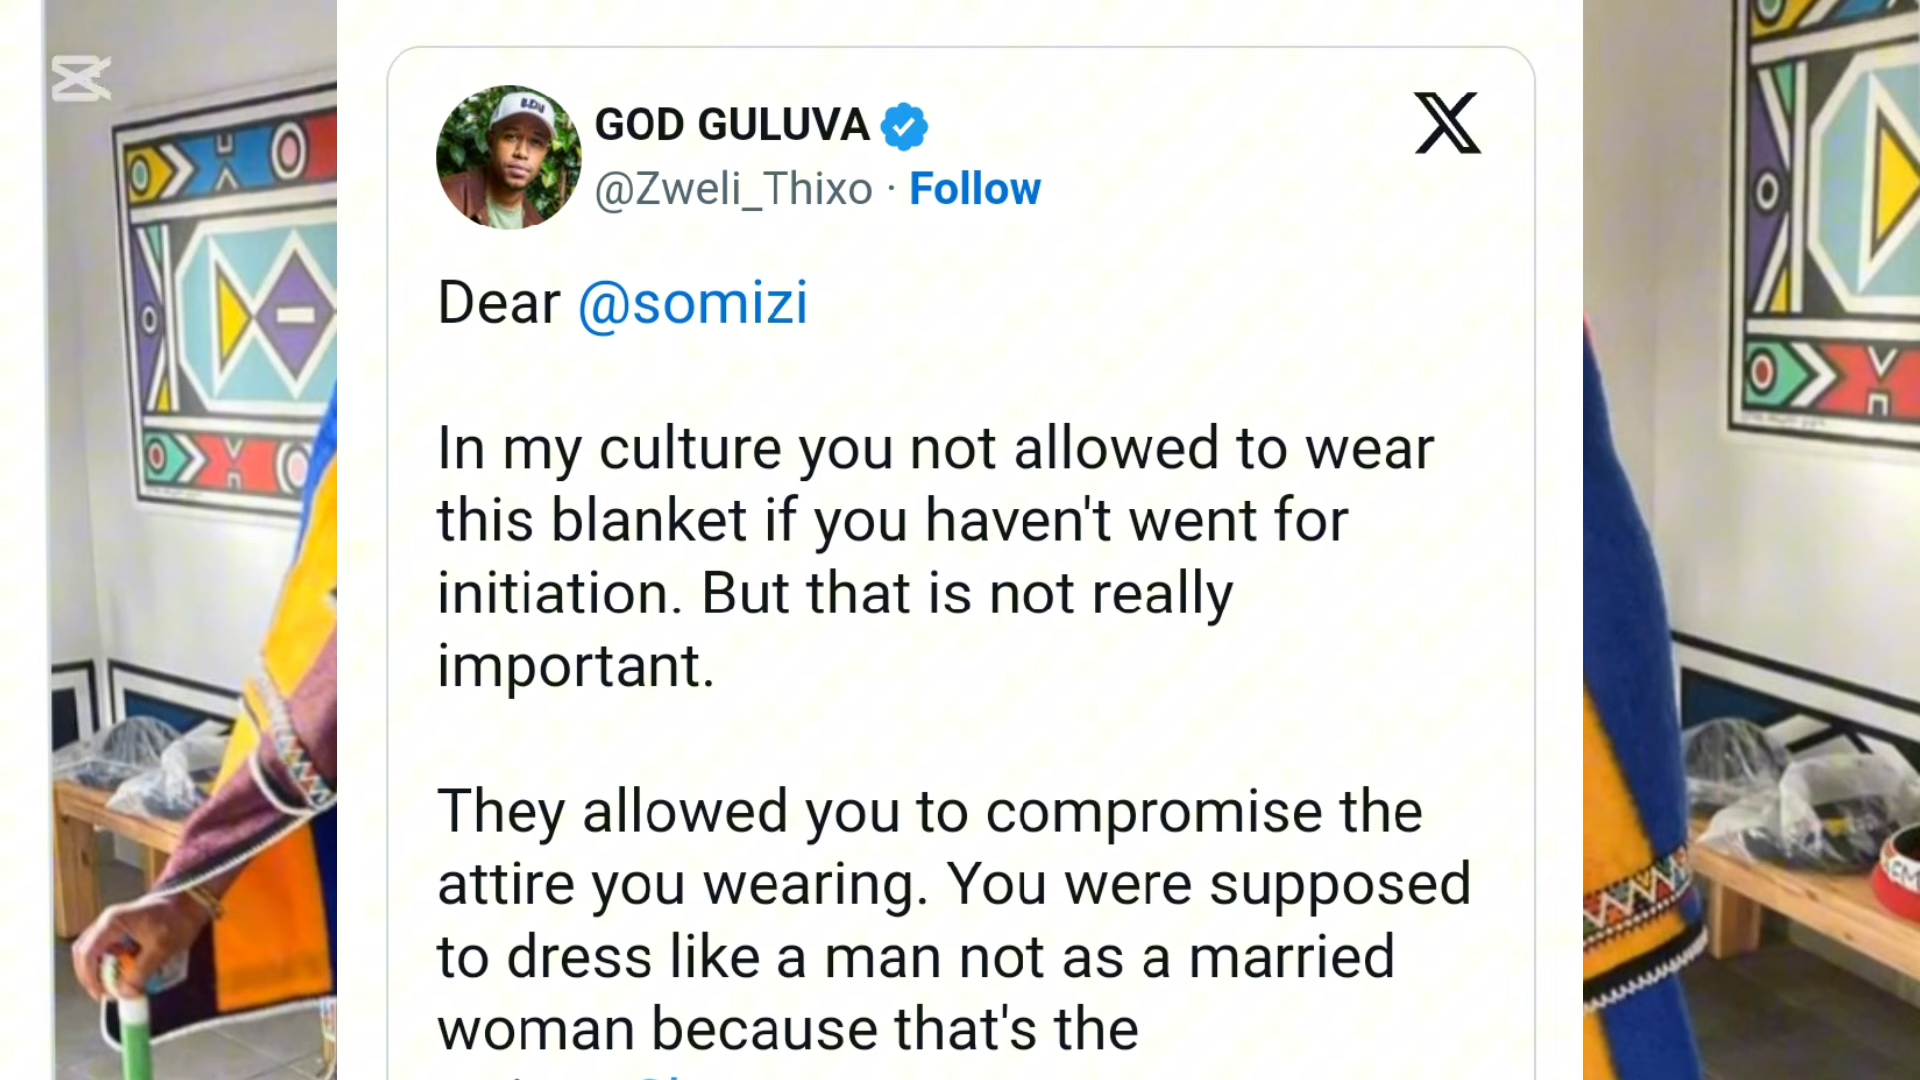 GOD GULUVA
@Zweli_Thixo · Follow
Dear @somizi
In my culture you not allowed to wear
this blanket if you haven't went for
initiation. But that is not really
important.
They allowed you to compromise the
attire you wearing. You were supposed
to dress like a man not as a married
woman because that's the